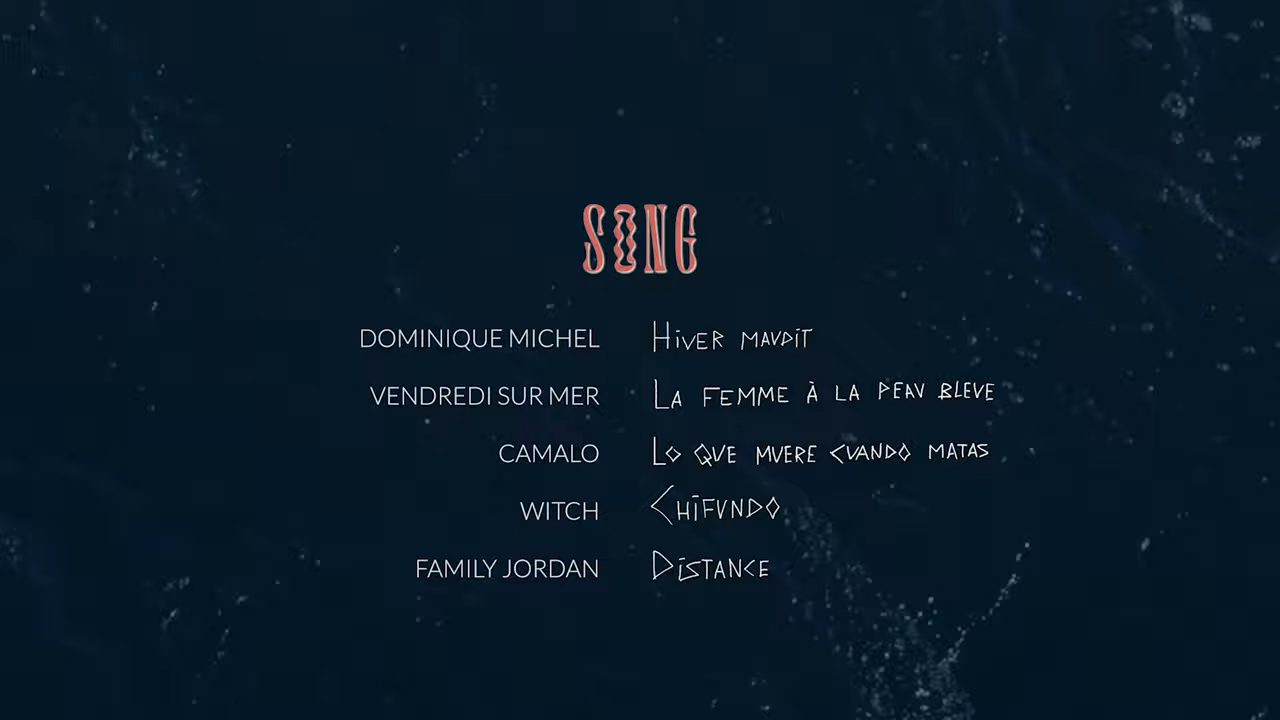 SONG
DOMINIQUE MICHEL Hiver maudit
VENDREDI SUR MER La femme à la peau bleue
CAMALO Lo que muere cuando matas
WITCH Chifundo
FAMILY JORDAN Distance